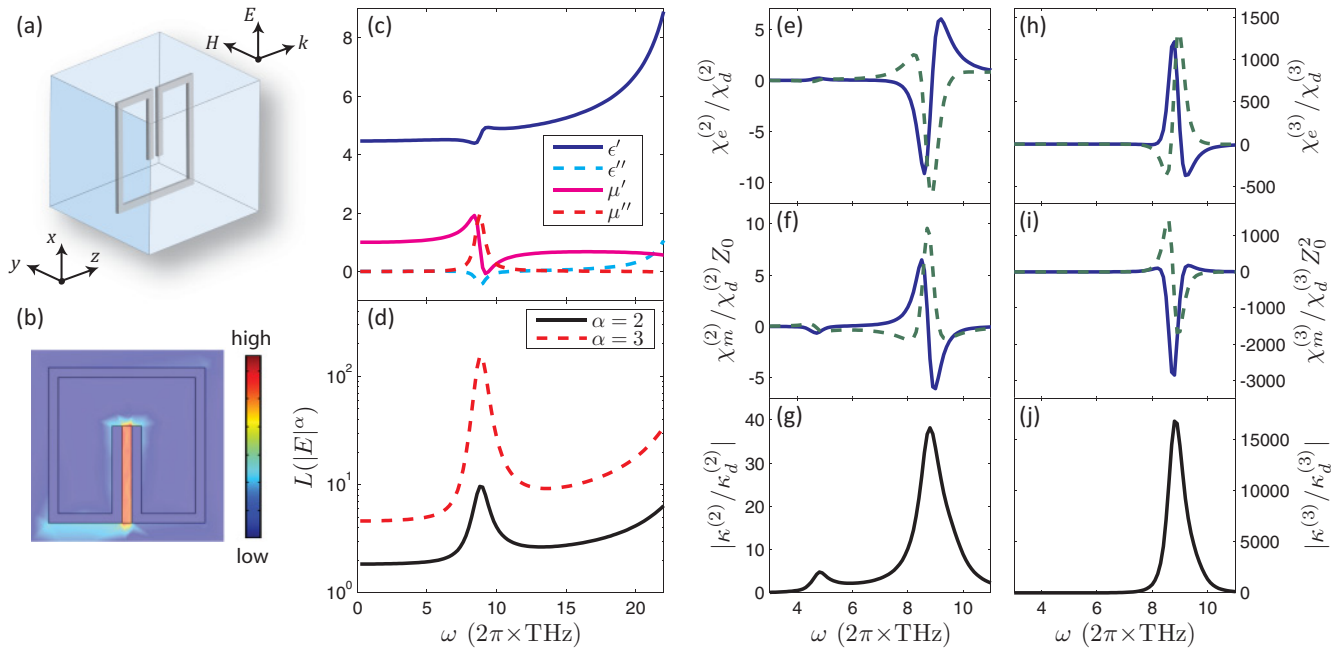 (a)
E
H
k
x
y
z
(b)
high
low
(c)
8
6
4
2
0
ϵ′
ϵ′′
μ′
μ′′
(d)
α = 2
α = 3
L(|E|^α)
10^2
10^1
10^0
0 5 10 15 20
ω (2π×THz)
(e)
χ_e^(2)/χ_d^(2)
5
0
-5
-10
(f)
χ_m^(2)/χ_d^(2) Z_0
10
5
0
-5
(g)
|κ^(2)/κ_d^(2)|
40
30
20
10
0
4 6 8 10
ω (2π×THz)
(h)
χ_e^(3)/χ_d^(3)
1500
1000
500
0
-500
(i)
χ_m^(3)/χ_d^(3) Z_0^2
1000
0
-1000
-2000
-3000
(j)
|κ^(3)/κ_d^(3)|
15000
10000
5000
0
4 6 8 10
ω (2π×THz)